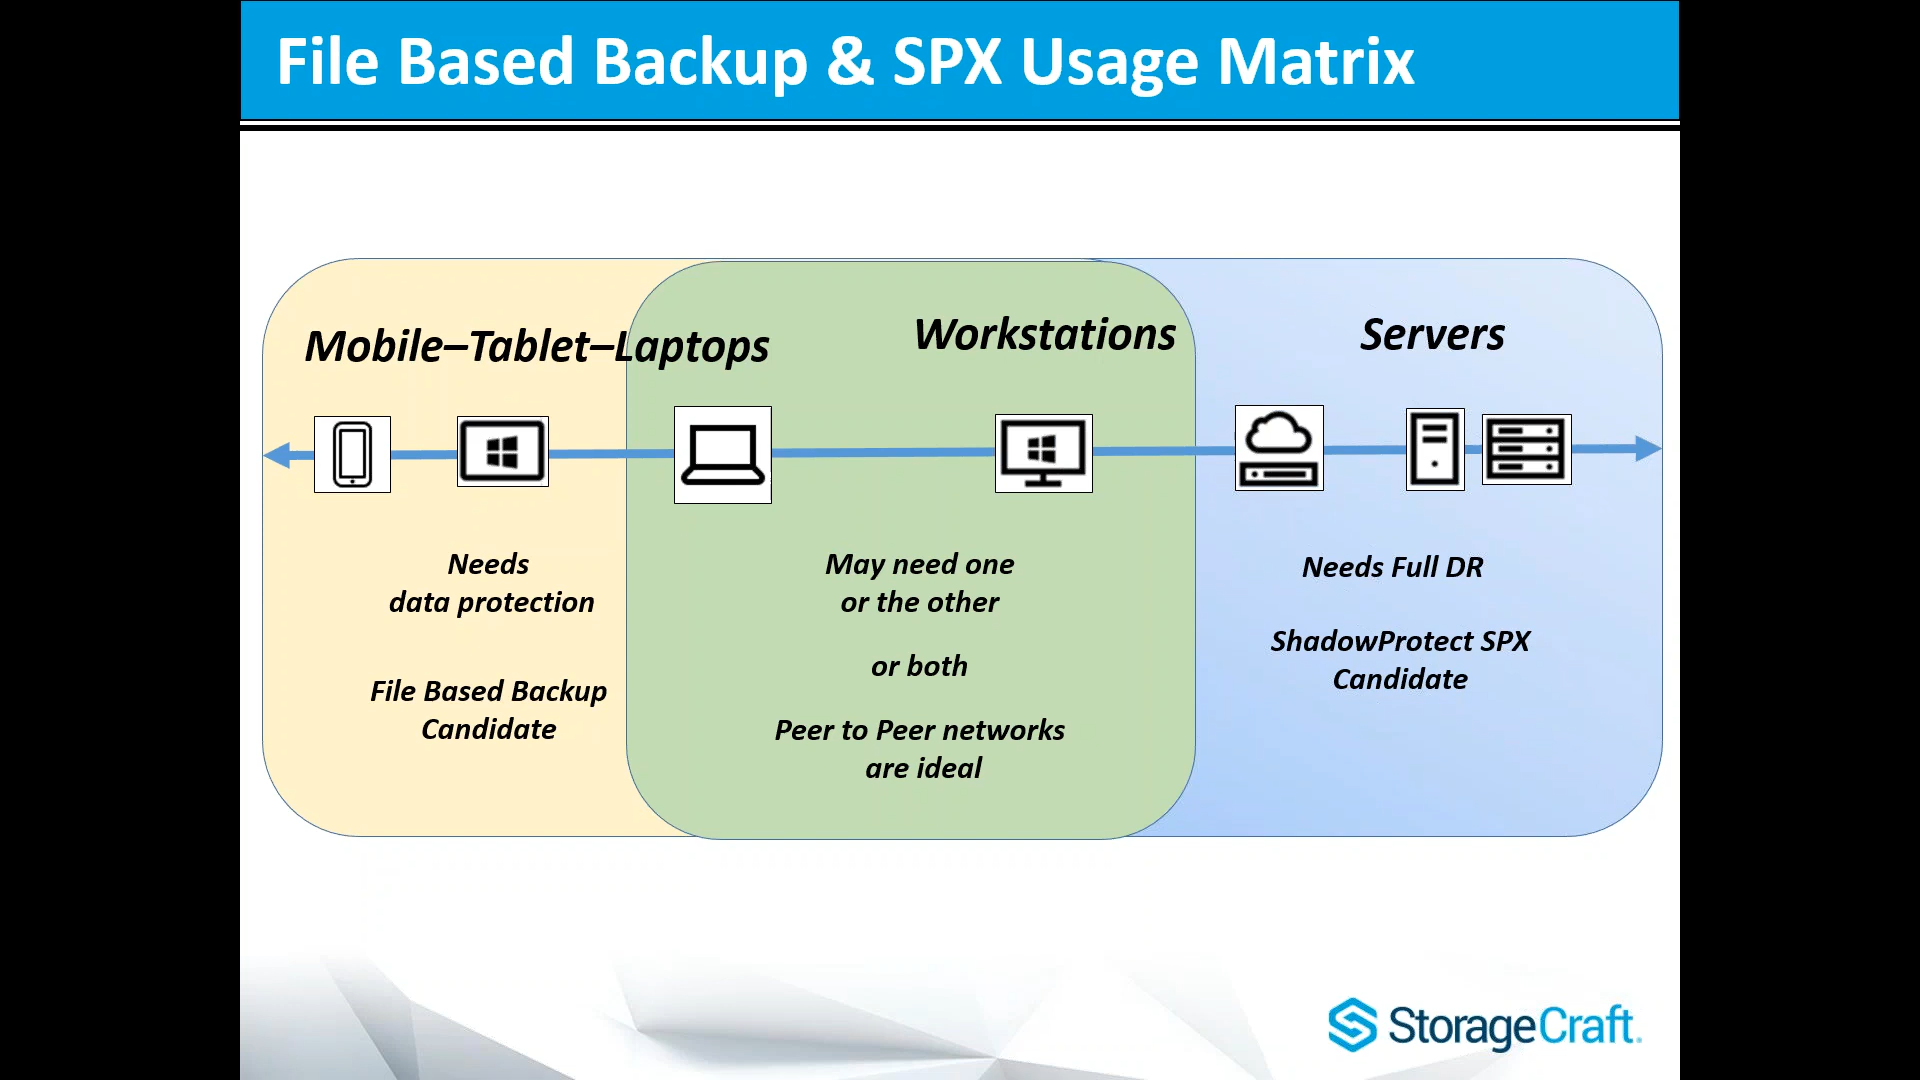 File Based Backup & SPX Usage Matrix
Mobile–Tablet–Laptops
Workstations
Servers
Needs
data protection
File Based Backup
Candidate
May need one
or the other
or both
Peer to Peer networks
are ideal
Needs Full DR
ShadowProtect SPX
Candidate
StorageCraft.